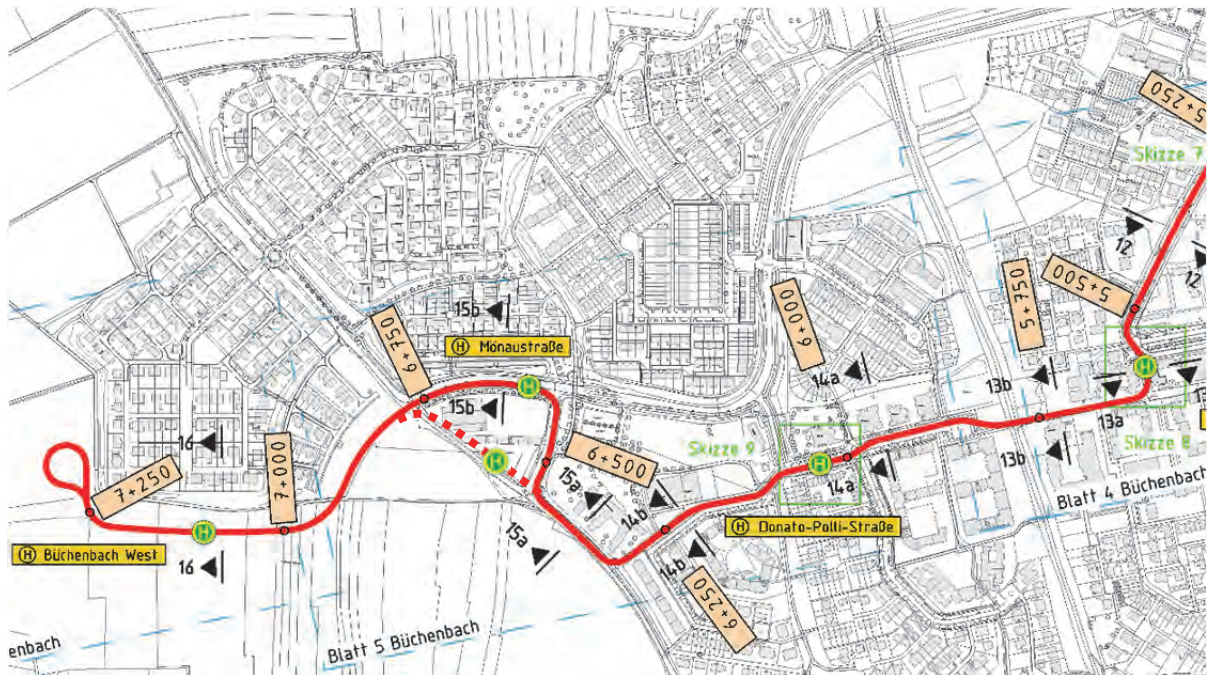 5+250
Skizze 7
12
12
5+500
5+750
6+000
15b
6+750
H Mönaustraße
H
14a
13b
H
13a
15b
Skizze 8
16
7+000
Skizze 9
H
6+500
H
14a
13b
7+250
15a
14b
Blatt 4 Büchenbach
H
H Donato-Polli-Straße
H Büchenbach West
15a
16
14b
6+250
enbach
Blatt 5 Büchenbach